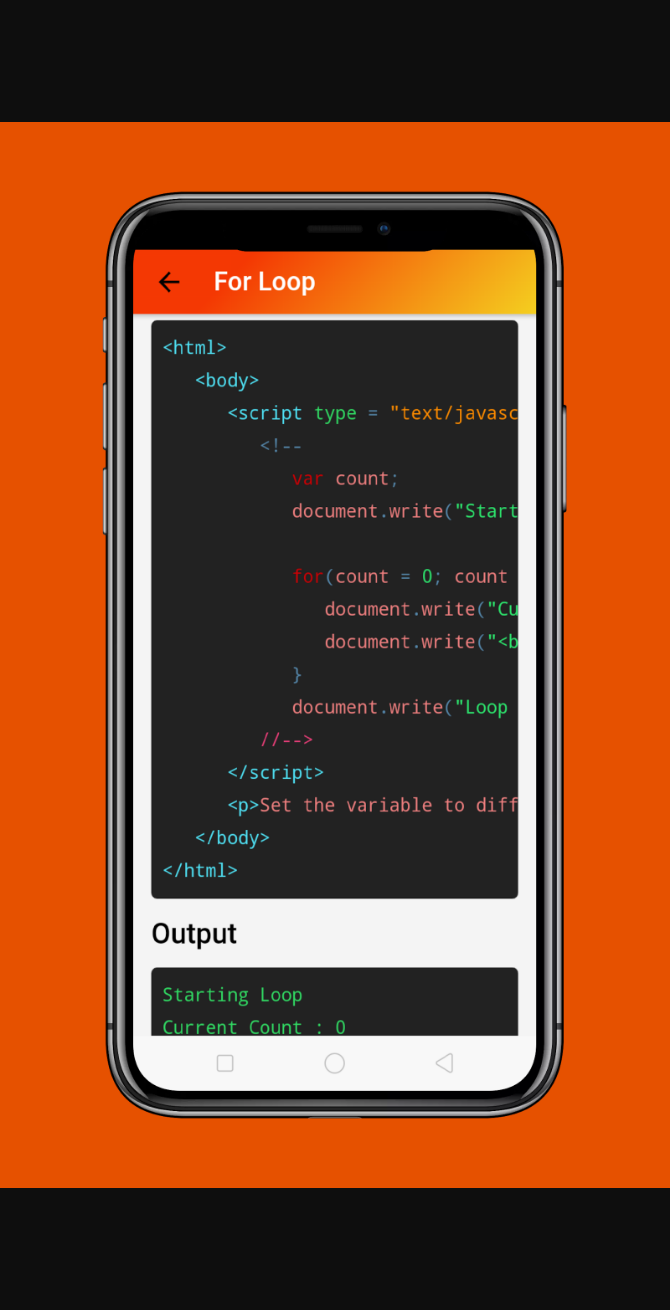 For Loop
<html>
<body>
<script type = "text/javasc
<!--
var count;
document.write("Start
for(count = 0; count
document.write("Cu
document.write("<b
}
document.write("Loop
//-->
</script>
<p>Set the variable to diff
</body>
</html>
Output
Starting Loop
Current Count : 0